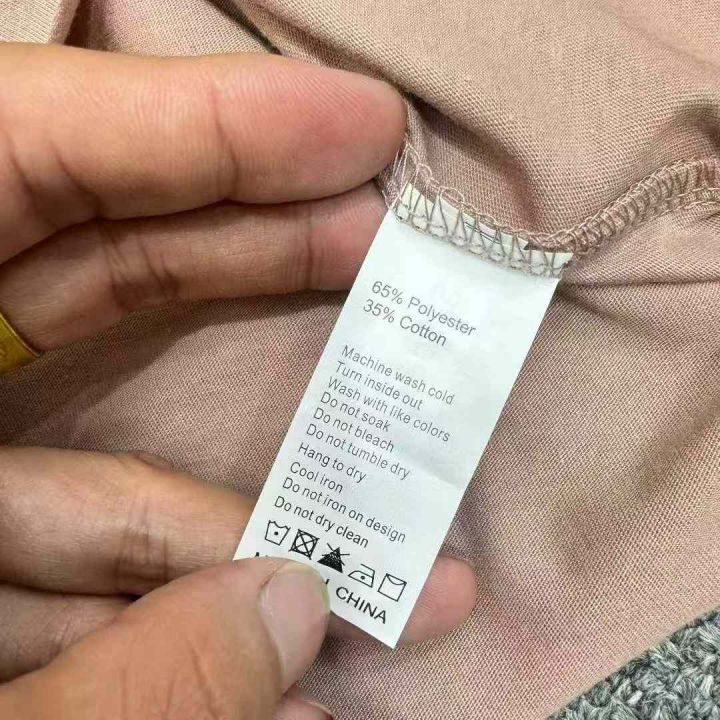 65% Polyester
35% Cotton
Machine wash cold
Turn inside out
Wash with like colors
Do not soak
Do not bleach
Do not tumble dry
Hang to dry
Cool iron
Do not iron on design
Do not dry clean
CHINA